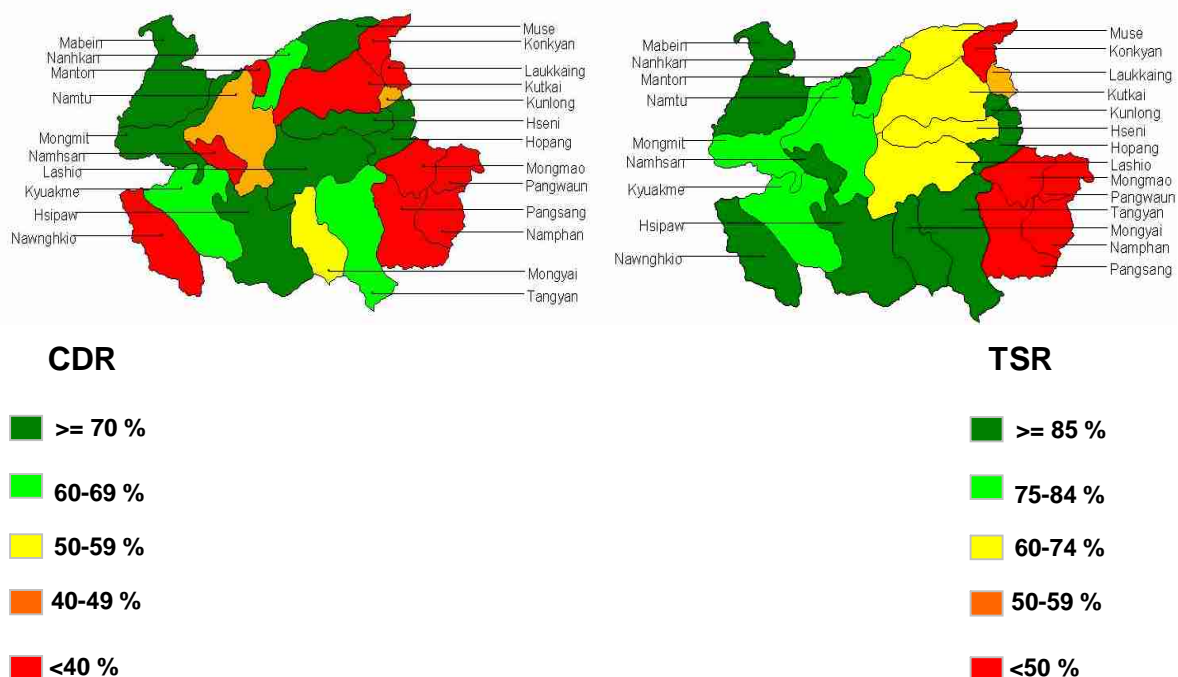 Mabein
Nanhkan
Manton
Namtu
Mongmit
Namhsan
Lashio
Kyuakme
Hsipaw
Nawnghkio
Muse
Konkyan
Laukkaing
Kutkai
Kunlong
Hseni
Hopang
Mongmao
Pangwaun
Pangsang
Namphan
Mongyai
Tangyan
Mabein
Nanhkan
Manton
Namtu
Mongmit
Namhsan
Kyuakme
Hsipaw
Nawnghkio
Muse
Konkyan
Laukkaing
Kutkai
Kunlong
Hseni
Hopang
Lashio
Mongmao
Pangwaun
Tangyan
Mongyai
Namphan
Pangsang
CDR
>= 70 %
60-69 %
50-59 %
40-49 %
<40 %
TSR
>= 85 %
75-84 %
60-74 %
50-59 %
<50 %